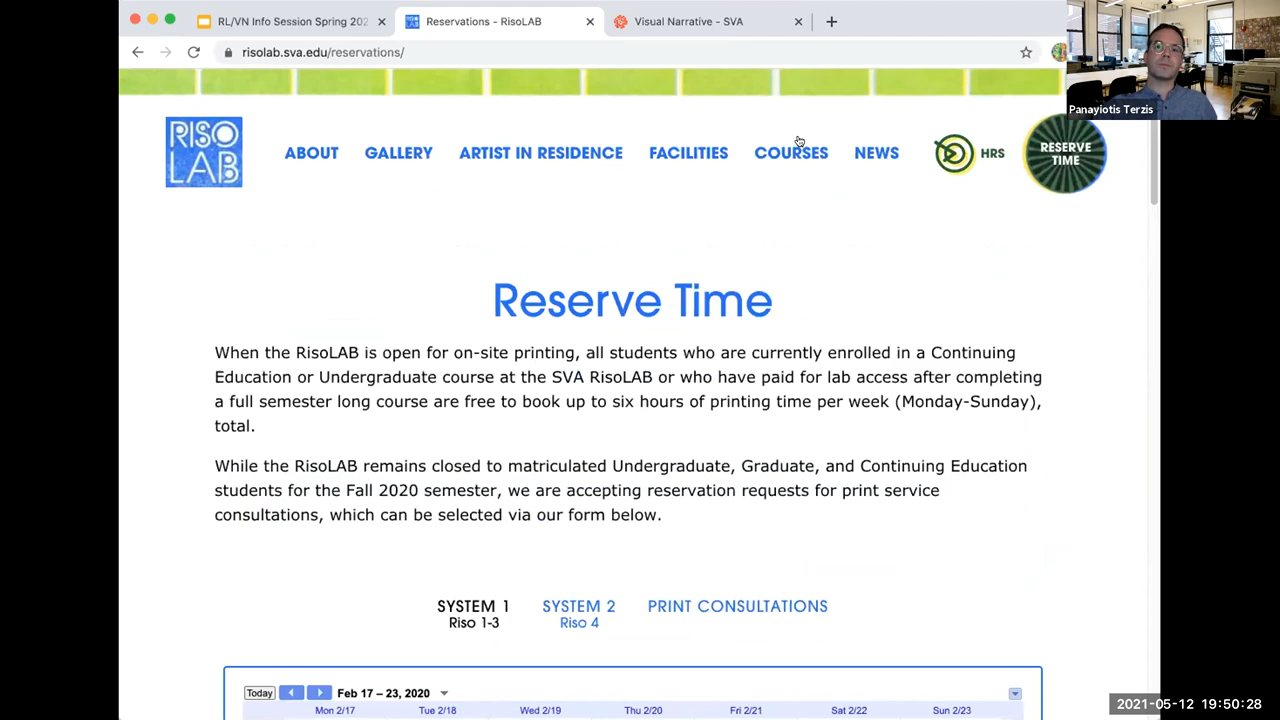 RL/VN Info Session Spring 202
Reservations - RisoLAB
Visual Narrative - SVA
risolab.sva.edu/reservations/
Panayiotis Terzis
RISO
LAB
ABOUT
GALLERY
ARTIST IN RESIDENCE
FACILITIES
COURSES
NEWS
HRS
RESERVE
TIME
Reserve Time
When the RisoLAB is open for on-site printing, all students who are currently enrolled in a Continuing
Education or Undergraduate course at the SVA RisoLAB or who have paid for lab access after completing
a full semester long course are free to book up to six hours of printing time per week (Monday-Sunday),
total.
While the RisoLAB remains closed to matriculated Undergraduate, Graduate, and Continuing Education
students for the Fall 2020 semester, we are accepting reservation requests for print service
consultations, which can be selected via our form below.
SYSTEM 1
Riso 1-3
SYSTEM 2
Riso 4
PRINT CONSULTATIONS
Today
Feb 17 – 23, 2020
Mon 2/17
Tue 2/18
Wed 2/19
Thu 2/20
Fri 2/21
Sat 2/22
Sun 2/23
2021-05-12 19:50:28